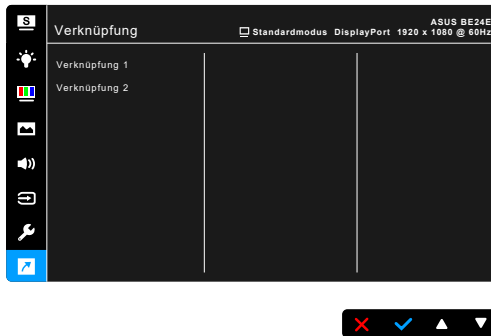 S
ASUS BE24E
Verknüpfung
Standardmodus DisplayPort 1920 x 1080 @ 60Hz
Verknüpfung 1
Verknüpfung 2